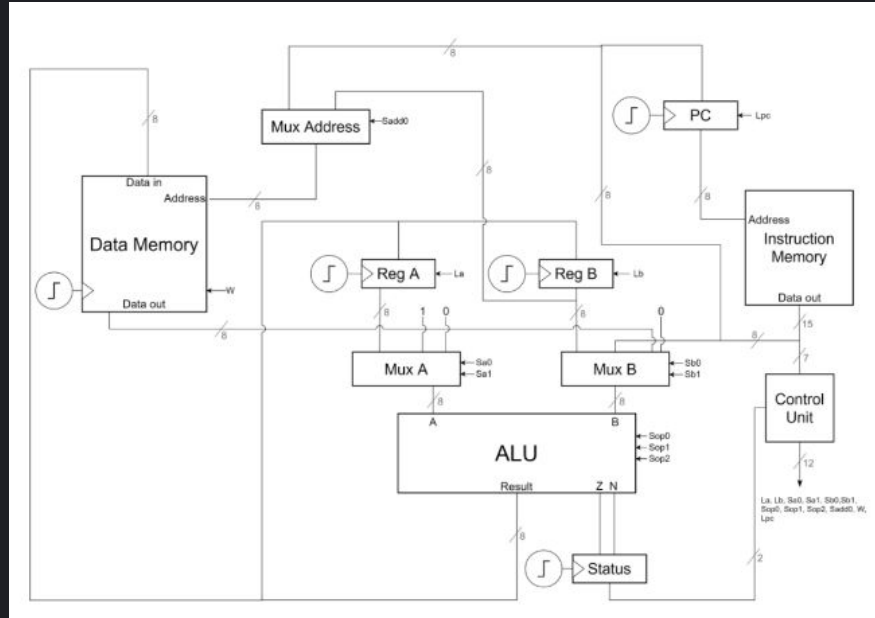 8
Mux Address
Sadd0
PC
Lpc
8
Data in
Address
8
Data Memory
W
Data out
8
8
8
8
Address
Instruction
Memory
Data out
15
Reg A
La
Reg B
Lb
8
1
0
8
0
8
7
Mux A
Sa0
Sa1
Mux B
Sb0
Sb1
Control
Unit
8
8
A
B
ALU
Sop0
Sop1
Sop2
Result
Z N
12
La, Lb, Sa0, Sa1, Sb0,Sb1,
Sop0, Sop1, Sop2, Sadd0, W,
Lpc
8
Status
2